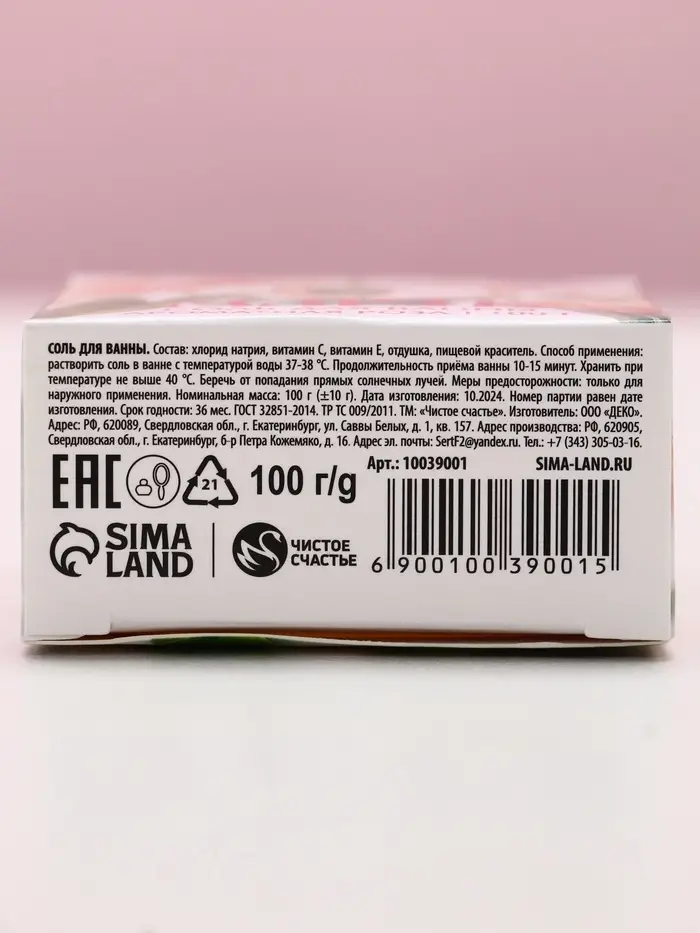 СОЛЬ ДЛЯ ВАННЫ. Состав: хлорид натрия, витамин С, витамин Е, отдушка, пищевой краситель. Способ применения:
растворить соль в ванне с температурой воды 37-38 °С. Продолжительность приёма ванны 10-15 минут. Хранить при
температуре не выше 40 °С. Беречь от попадания прямых солнечных лучей. Меры предосторожности: только для
наружного применения. Номинальная масса: 100 г (±10 г). Дата изготовления: 10.2024. Номер партии равен дате
изготовления. Срок годности: 36 мес. ГОСТ 32851-2014. ТР ТС 009/2011. ТМ: «Чистое счастье». Изготовитель: ООО «ДЕКО».
Адрес: РФ, 620089, Свердловская обл., г. Екатеринбург, ул. Саввы Белых, д. 1, кв. 157. Адрес производства: РФ, 620905,
Свердловская обл., г. Екатеринбург, б-р Петра Кожемяко, д. 16. Адрес эл. почты: SertF2@yandex.ru. Тел.: +7 (343) 305-03-16.
ЕАС 21 100 г/g
Арт.: 10039001 SIMA-LAND.RU
SIMA
LAND
ЧИСТОЕ
СЧАСТЬЕ
6 900100 390015